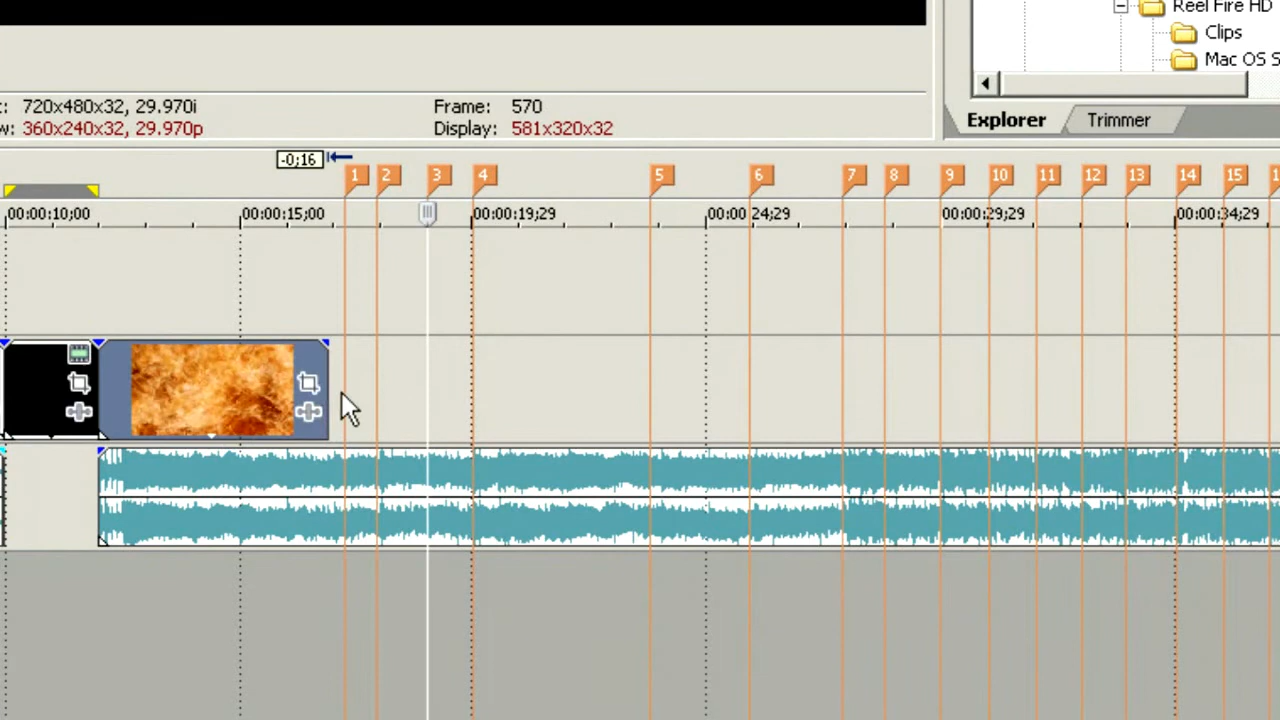 Reel Fire HD
Clips
Mac OS S
: 720x480x32, 29.970i
w: 360x240x32, 29.970p
Frame: 570
Display: 581x320x32
Explorer Trimmer
-0;16
1 2 3 4 5 6 7 8 9 10 11 12 13 14 15 1
00:00:10;00 00:00:15;00 00:00:19;29 00:00:24;29 00:00:29;29 00:00:34;29